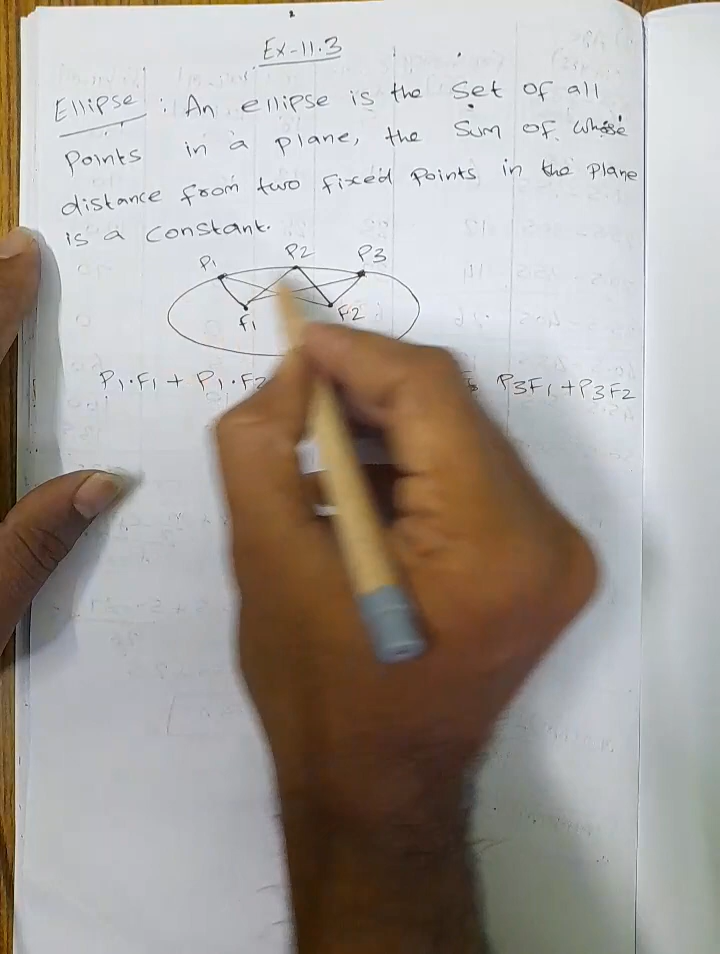 Ex-11.3
Ellipse : An ellipse is the set of all
Points in a plane, the sum of whose
distance from two fixed points in the plane
is a constant.
P1 P2 P3
F1 F2
P1.F1 + P1.F2 P3F1 + P3F2